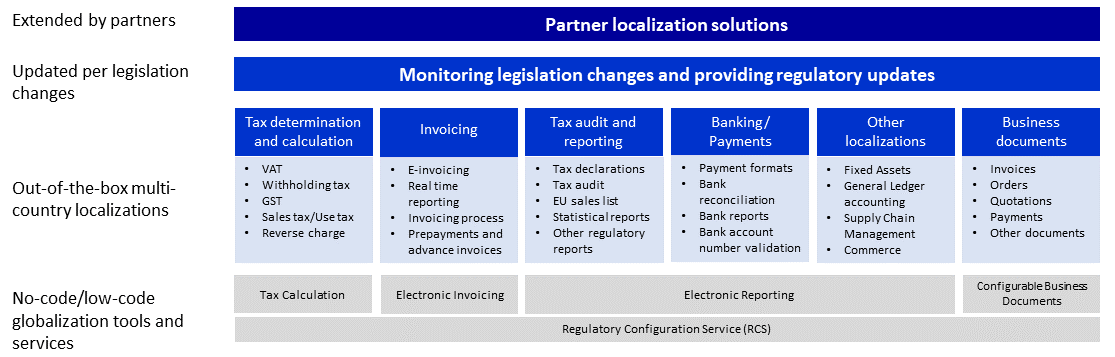 Extended by partners
Partner localization solutions
Updated per legislation
changes
Monitoring legislation changes and providing regulatory updates
Out-of-the-box multi-
country localizations
Tax determination
and calculation
• VAT
• Withholding tax
• GST
• Sales tax/Use tax
• Reverse charge
Invoicing
• E-invoicing
• Real time
reporting
• Invoicing process
• Prepayments and
advance invoices
Tax audit and
reporting
• Tax declarations
• Tax audit
• EU sales list
• Statistical reports
• Other regulatory
reports
Banking/
Payments
• Payment formats
• Bank
reconciliation
• Bank reports
• Bank account
number validation
Other
localizations
• Fixed Assets
• General Ledger
accounting
• Supply Chain
Management
• Commerce
Business
documents
• Invoices
• Orders
• Quotations
• Payments
• Other documents
No-code/low-code
globalization tools and
services
Tax Calculation
Electronic Invoicing
Electronic Reporting
Configurable Business
Documents
Regulatory Configuration Service (RCS)